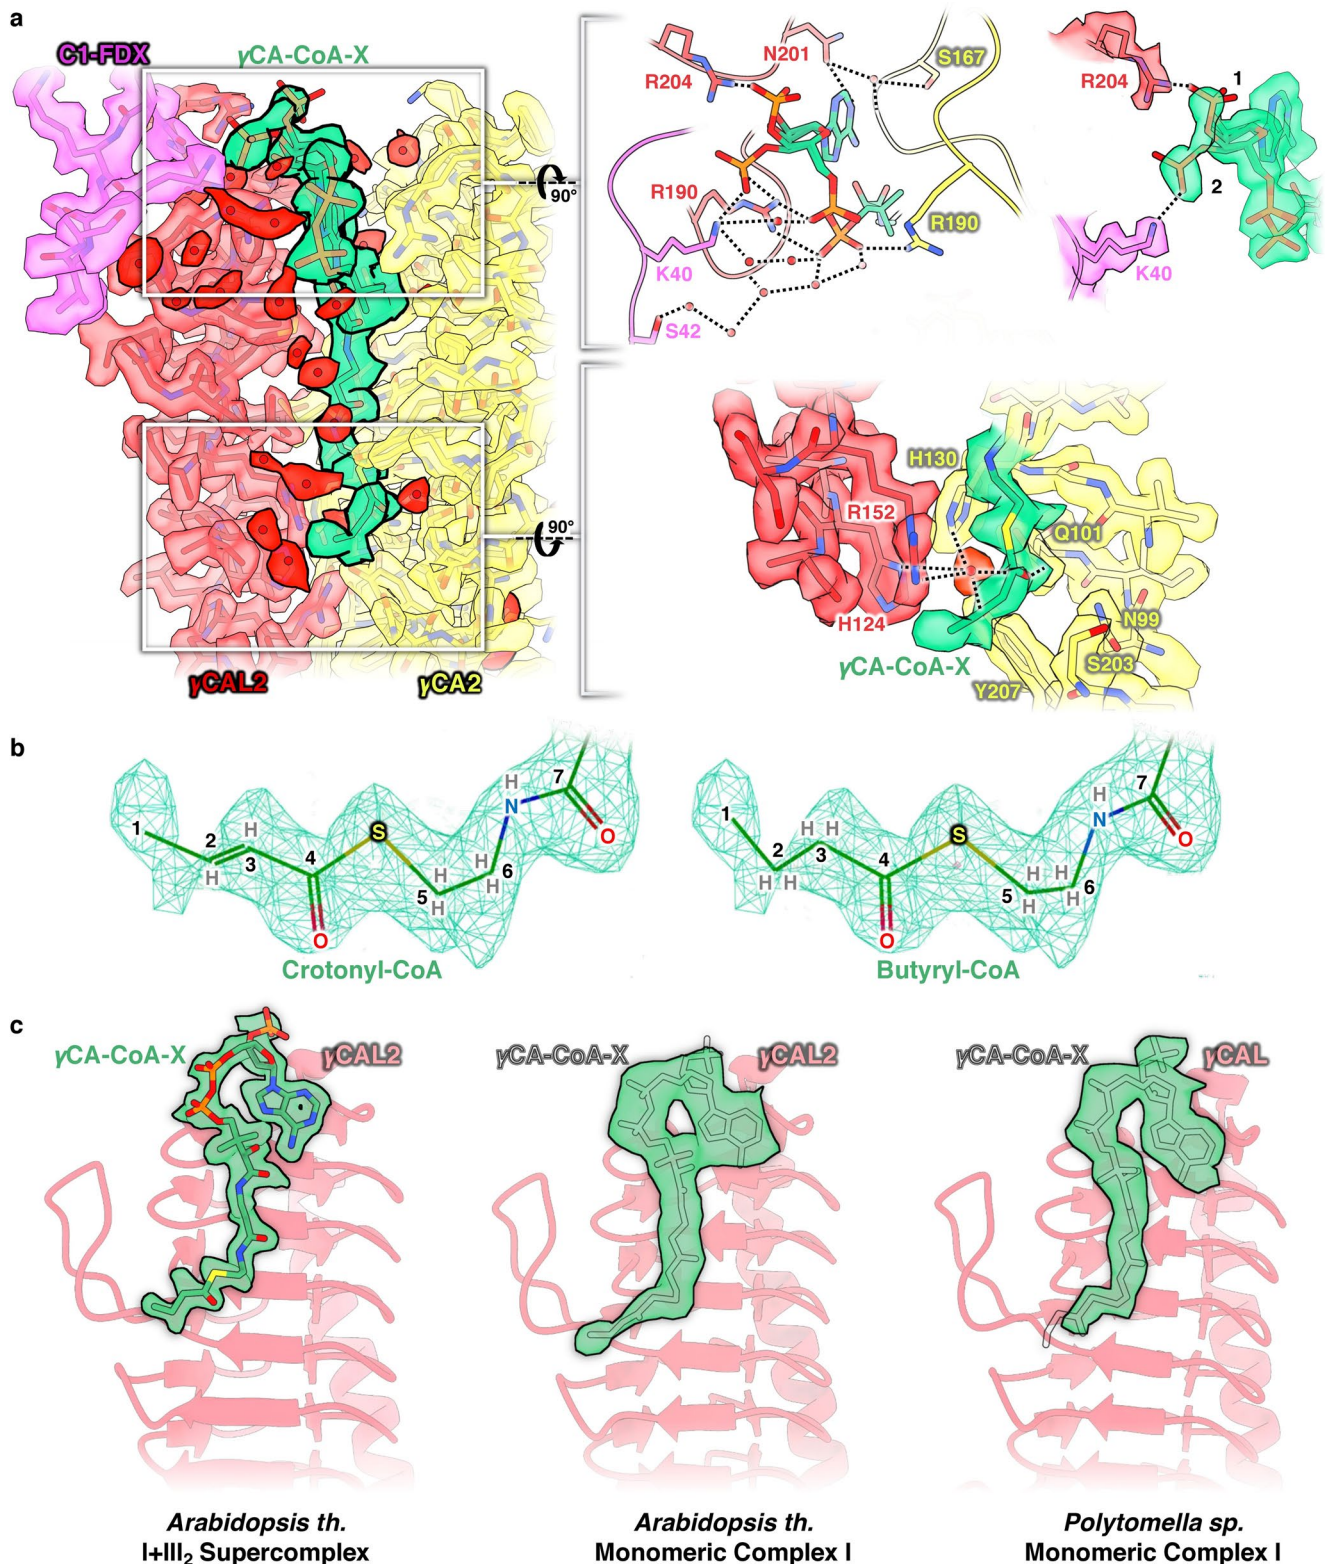 a
C1-FDX
γCA-CoA-X
90°
90°
γCAL2
γCA2
R204
N201
S167
R190
K40
R190
S42
R204
1
2
K40
H130
R152
Q101
H124
N99
γCA-CoA-X
S203
Y207
b
1
2
H
H
3
4
O
S
5
H
H
H
H
6
H
N
7
O
Crotonyl-CoA
1
2
H H
H H
3
4
O
S
5
H
H
H
H
6
H
N
7
O
Butyryl-CoA
c
γCA-CoA-X
γCAL2
γCA-CoA-X
γCAL2
γCA-CoA-X
γCAL
Arabidopsis th.
I+III₂ Supercomplex
Arabidopsis th.
Monomeric Complex I
Polytomella sp.
Monomeric Complex I